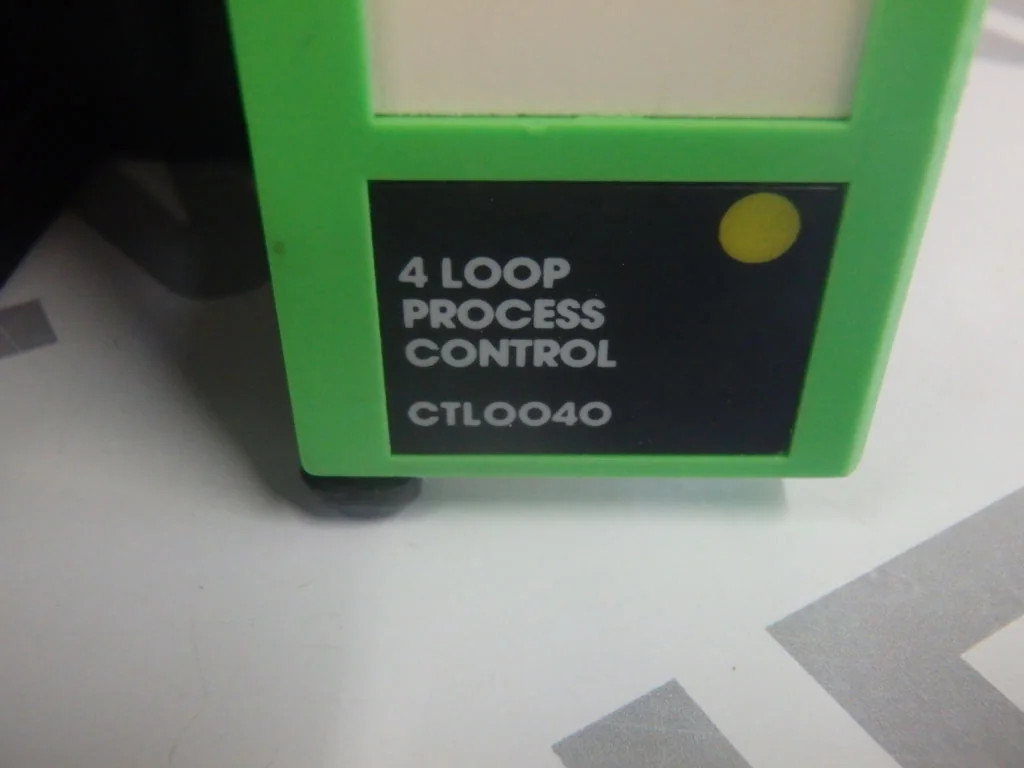 4 LOOP
PROCESS
CONTROL
CTL0040